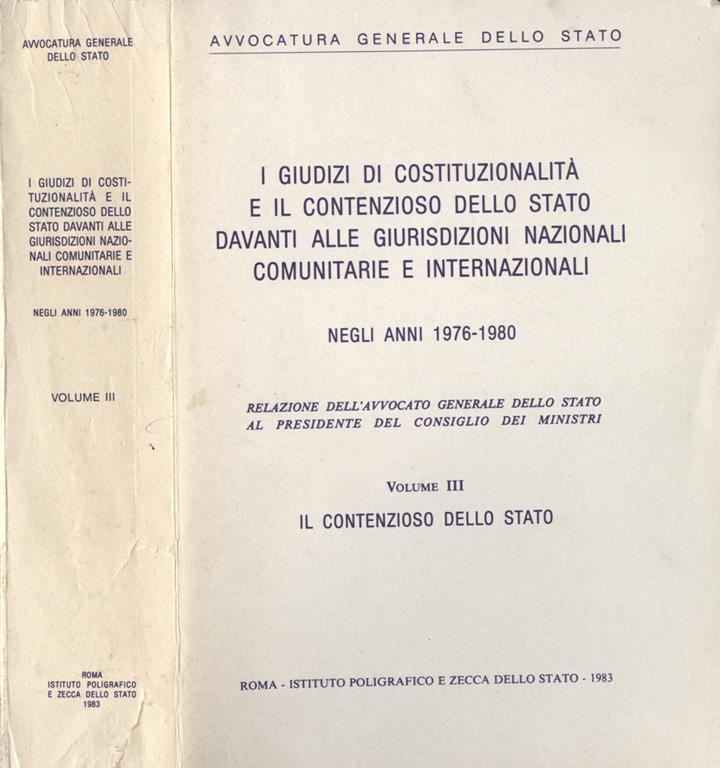 AVVOCATURA GENERALE
DELLO STATO
I GIUDIZI DI COSTI-
TUZIONALITÀ E IL
CONTENZIOSO DELLO
STATO DAVANTI ALLE
GIURISDIZIONI NAZIO-
NALI COMUNITARIE E
INTERNAZIONALI
NEGLI ANNI 1976-1980
VOLUME III
ROMA
ISTITUTO POLIGRAFICO
E ZECCA DELLO STATO
1983
AVVOCATURA GENERALE DELLO STATO
I GIUDIZI DI COSTITUZIONALITÀ
E IL CONTENZIOSO DELLO STATO
DAVANTI ALLE GIURISDIZIONI NAZIONALI
COMUNITARIE E INTERNAZIONALI
NEGLI ANNI 1976-1980
RELAZIONE DELL'AVVOCATO GENERALE DELLO STATO
AL PRESIDENTE DEL CONSIGLIO DEI MINISTRI
VOLUME III
IL CONTENZIOSO DELLO STATO
ROMA - ISTITUTO POLIGRAFICO E ZECCA DELLO STATO - 1983